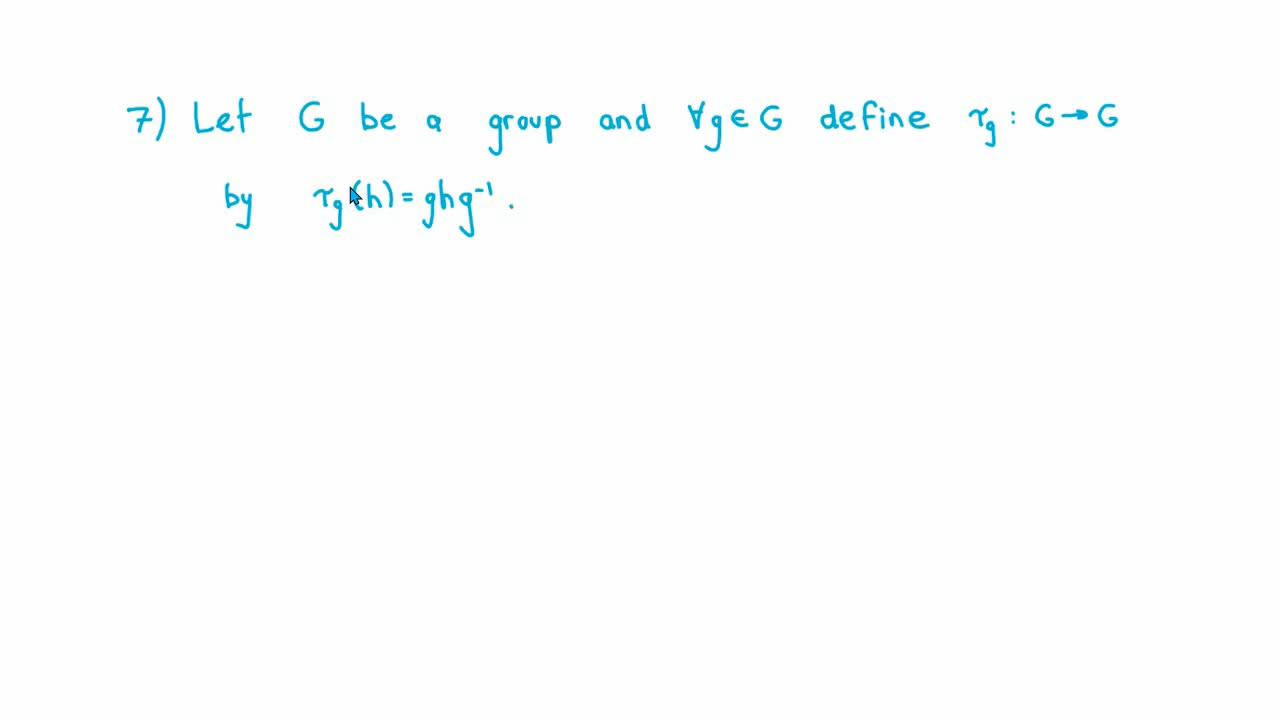 7) Let G be a group and ∀g∈G define τg : G→G
by τg(h) = ghg⁻¹ .